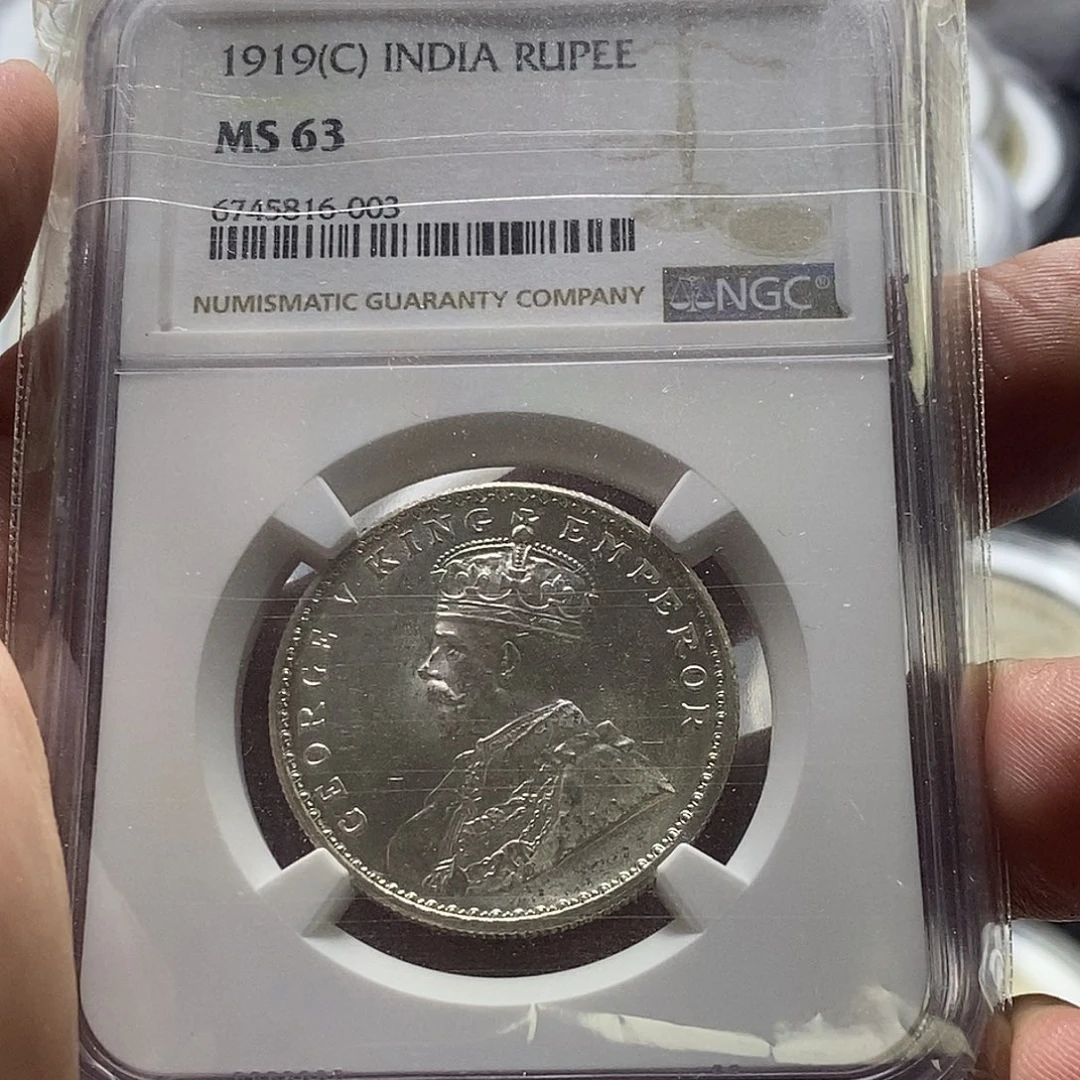 1919(C) INDIA RUPEE
MS 63
6745816-003
NUMISMATIC GUARANTY COMPANY
NGC®
GEORGE V KING EMPEROR